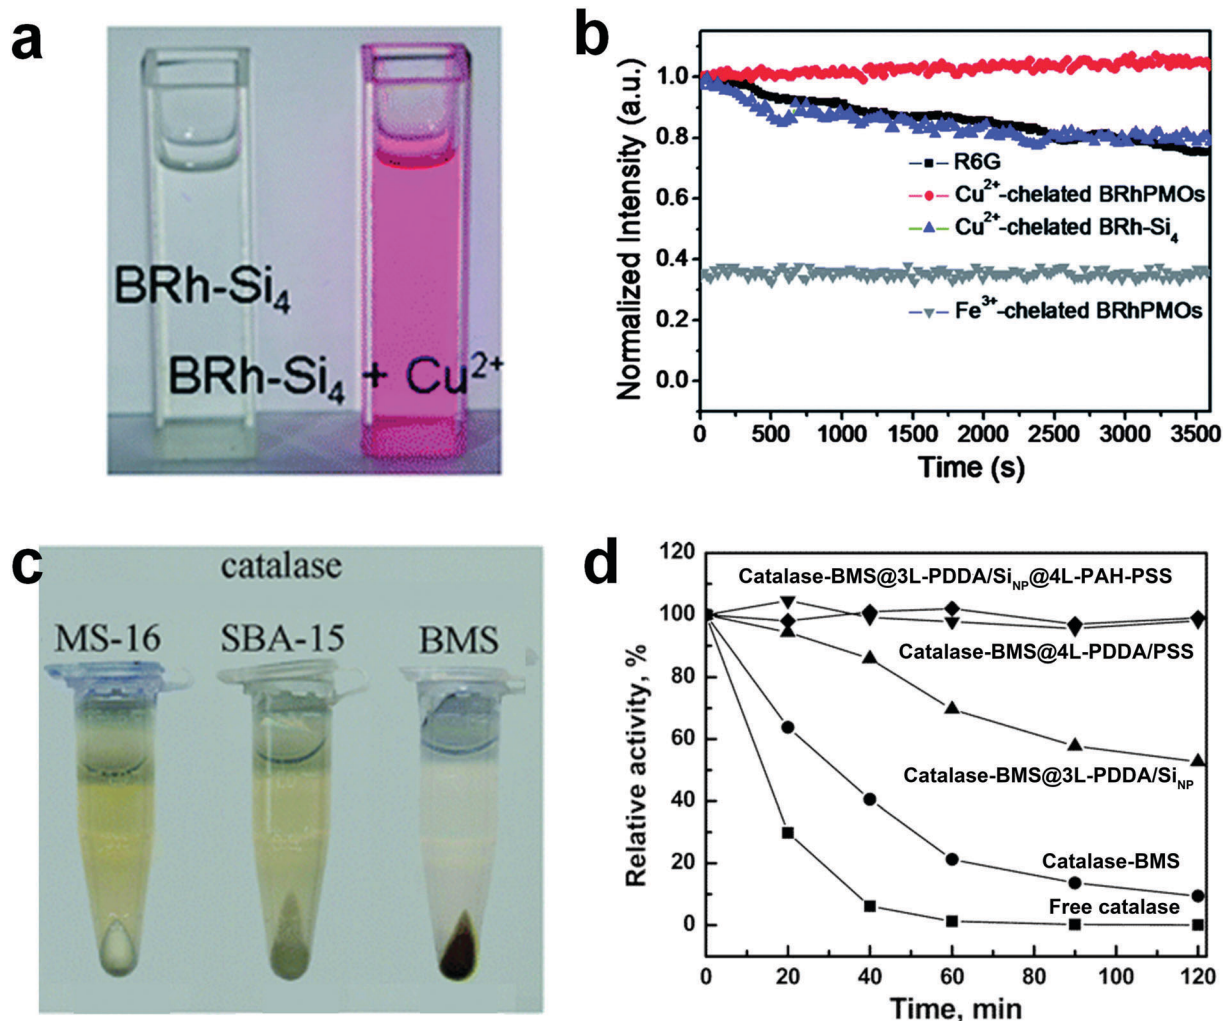 a
BRh-Si₄
BRh-Si₄ + Cu²⁺
b
Normalized Intensity (a.u.)
1.0
0.8
0.6
0.4
0.2
0.0
R6G
Cu²⁺-chelated BRhPMOs
Cu²⁺-chelated BRh-Si₄
Fe³⁺-chelated BRhPMOs
0 500 1000 1500 2000 2500 3000 3500
Time (s)
c
catalase
MS-16 SBA-15 BMS
d
Relative activity, %
120
100
80
60
40
20
0
Catalase-BMS@3L-PDDA/Si_NP@4L-PAH-PSS
Catalase-BMS@4L-PDDA/PSS
Catalase-BMS@3L-PDDA/Si_NP
Catalase-BMS
Free catalase
0 20 40 60 80 100 120
Time, min